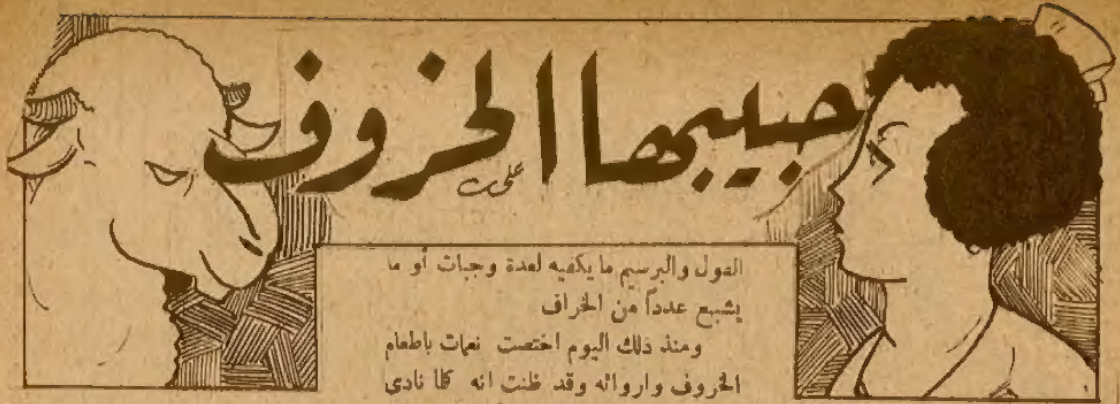 حبيبها الخروف
الفول والبرسيم ما يكفيه لعدة وجبات أو ما
يشبع عدداً من الخراف
ومنذ ذلك اليوم اختصت نعمات باطعام
الخروف واروائه وقد ظنت انه كلما نادى